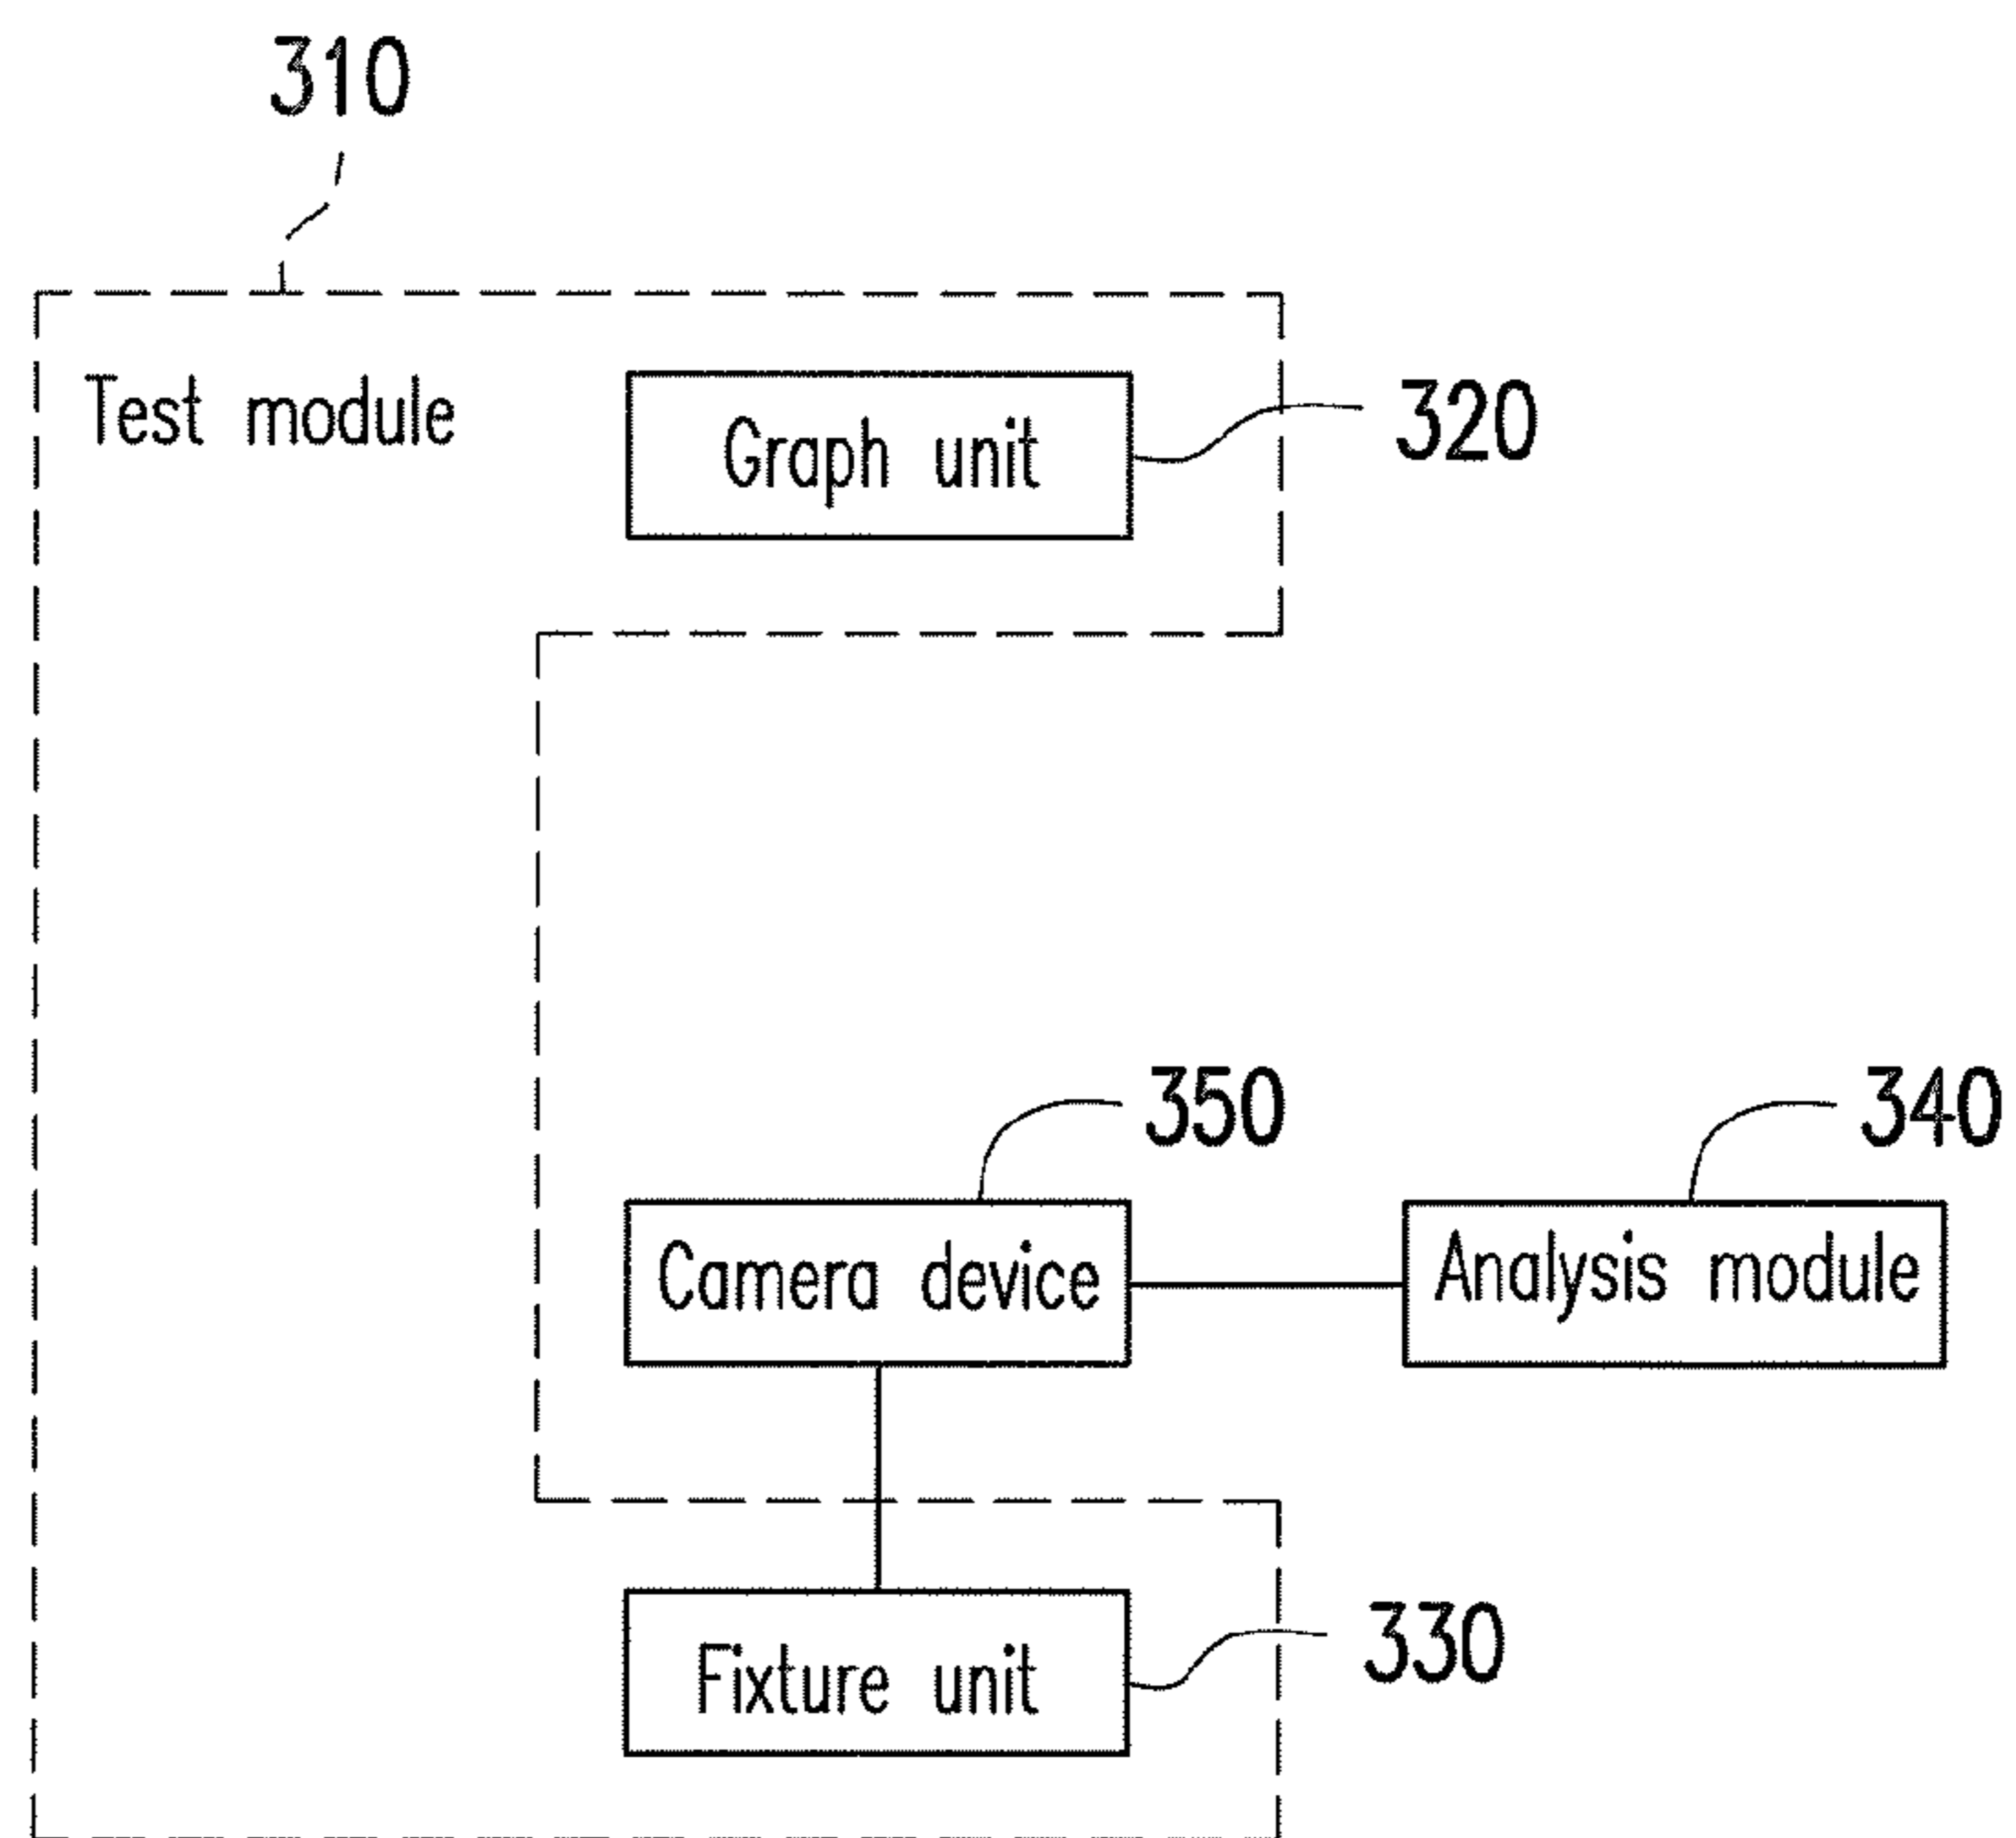 310
Test module
Graph unit
320
350
340
Camera device
Analysis module
Fixture unit
330